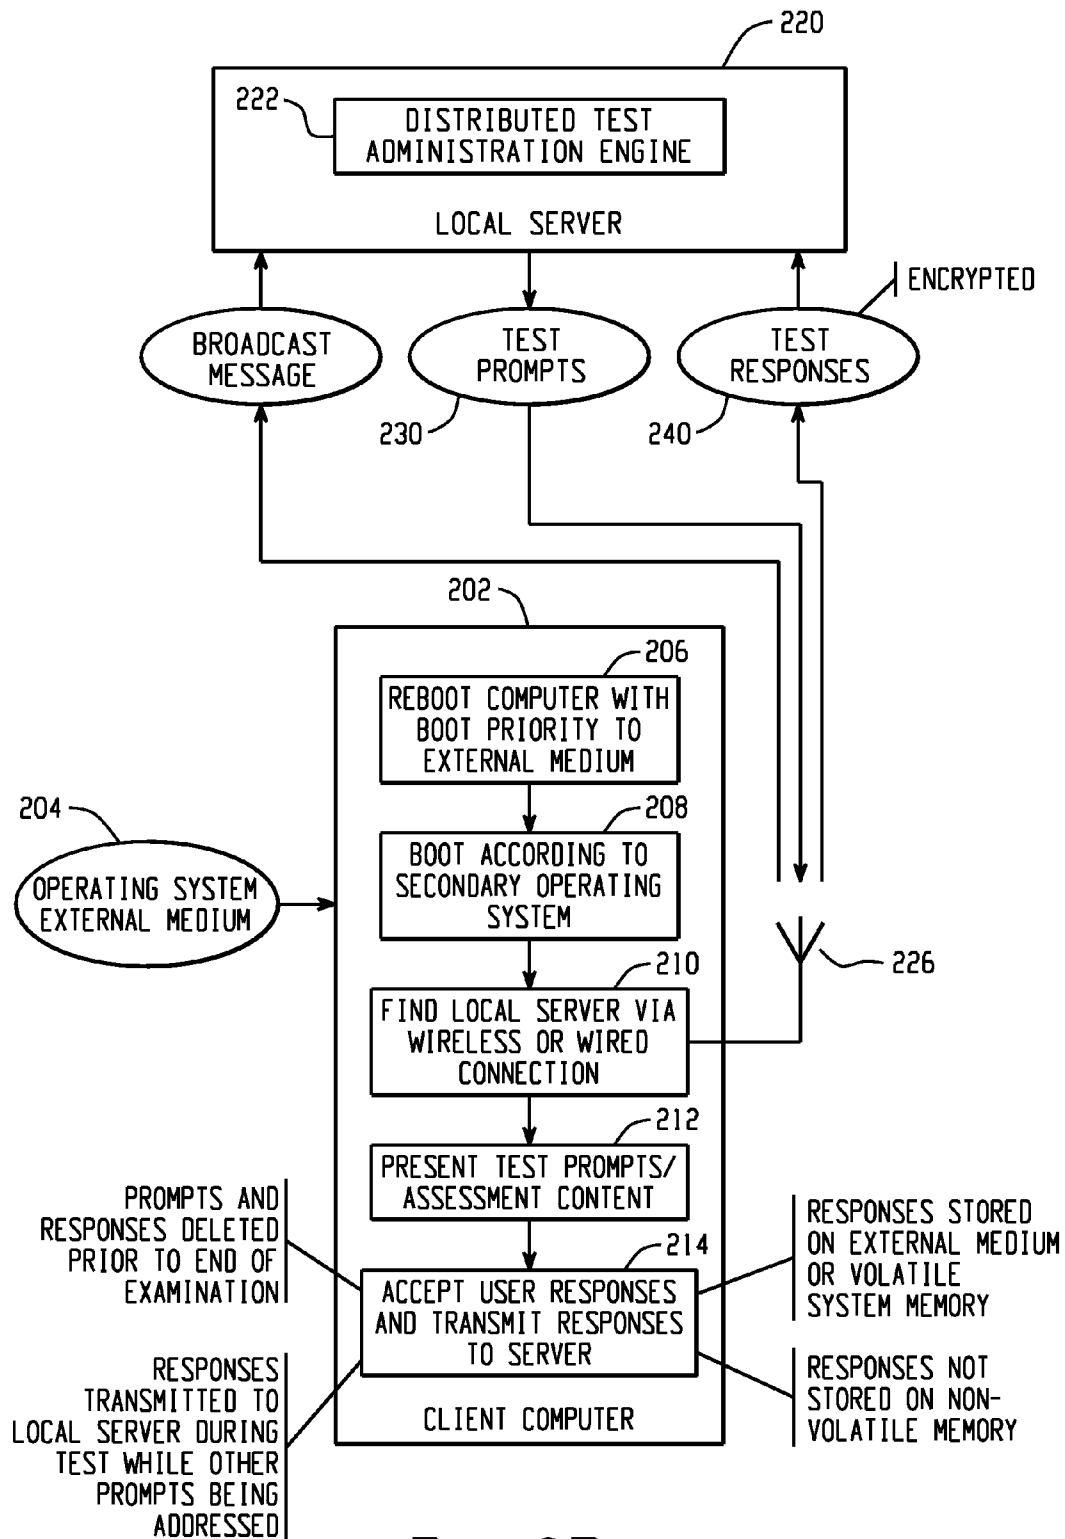 220
222
DISTRIBUTED TEST
ADMINISTRATION ENGINE
LOCAL SERVER
ENCRYPTED
BROADCAST
MESSAGE
TEST
PROMPTS
TEST
RESPONSES
230
240
202
206
REBOOT COMPUTER WITH
BOOT PRIORITY TO
EXTERNAL MEDIUM
204
208
OPERATING SYSTEM
EXTERNAL MEDIUM
BOOT ACCORDING TO
SECONDARY OPERATING
SYSTEM
210
226
FIND LOCAL SERVER VIA
WIRELESS OR WIRED
CONNECTION
212
PRESENT TEST PROMPTS/
ASSESSMENT CONTENT
PROMPTS AND
RESPONSES DELETED
PRIOR TO END OF
EXAMINATION
RESPONSES STORED
ON EXTERNAL MEDIUM
OR VOLATILE
SYSTEM MEMORY
214
ACCEPT USER RESPONSES
AND TRANSMIT RESPONSES
TO SERVER
RESPONSES
TRANSMITTED TO
LOCAL SERVER DURING
TEST WHILE OTHER
PROMPTS BEING
ADDRESSED
RESPONSES NOT
STORED ON NON-
VOLATILE MEMORY
CLIENT COMPUTER